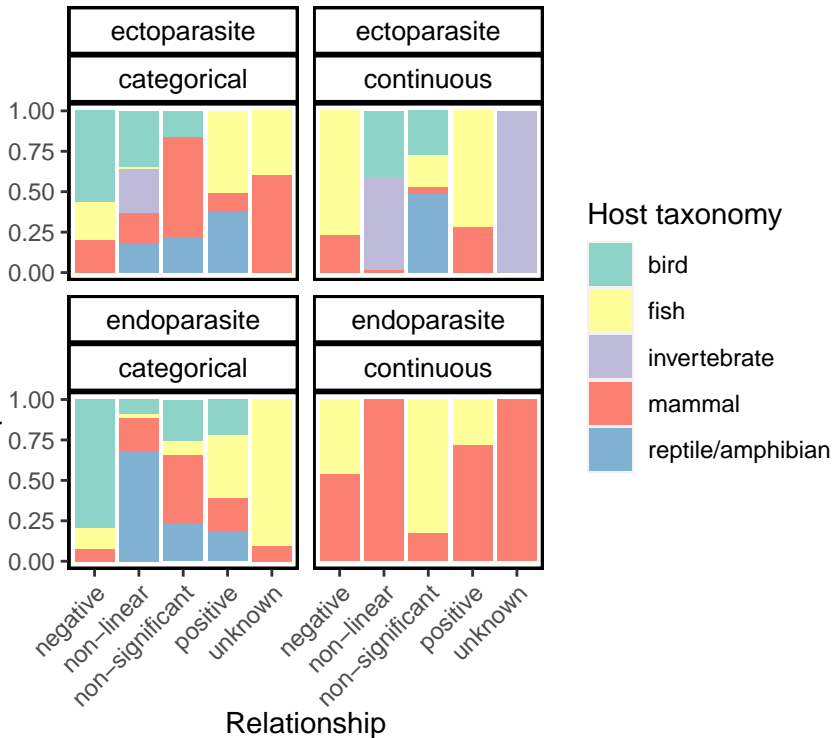 ectoparasite ectoparasite
categorical continuous
1.00
0.75
0.50
0.25
0.00
endoparasite endoparasite
categorical continuous
1.00
0.75
0.50
0.25
0.00
negative non−linear non−significant positive unknown negative non−linear non−significant positive unknown
Relationship
Host taxonomy
bird
fish
invertebrate
mammal
reptile/amphibian